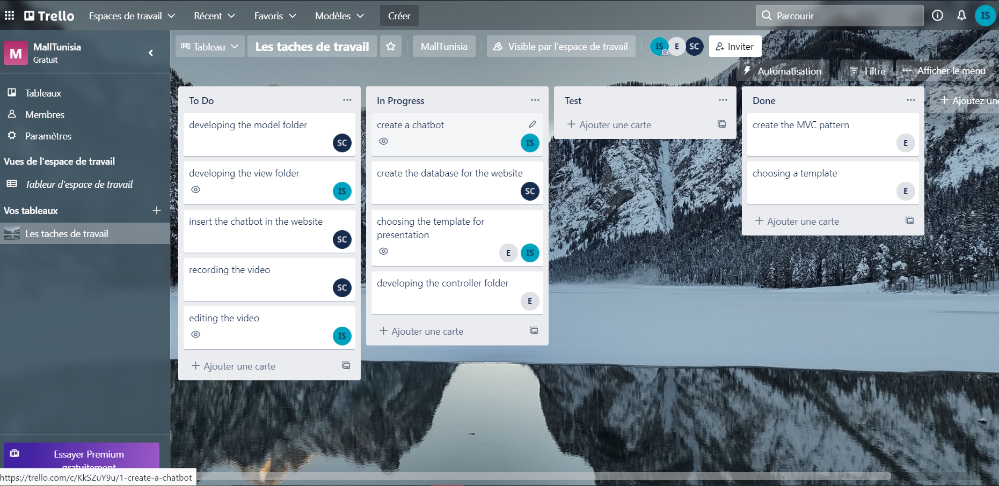 Trello
Espaces de travail
Récent
Favoris
Modèles
Créer
Parcourir
IS
M
MallTunisia
Gratuit
Tableau
Les taches de travail
MallTunisia
Visible par l'espace de travail
IS
E
SC
Inviter
Automatisation
Filtre
Afficher le menu
Tableaux
Membres
Paramètres
Vues de l'espace de travail
Tableur d'espace de travail
Vos tableaux
Les taches de travail
Essayer Premium
gratuitement
https://trello.com/c/KkSZuY9u/1-create-a-chatbot
To Do
developing the model folder
SC
developing the view folder
IS
insert the chatbot in the website
SC
recording the video
SC
editing the video
IS
Ajouter une carte
In Progress
create a chatbot
IS
create the database for the website
SC
choosing the template for
presentation
E
IS
developing the controller folder
E
Ajouter une carte
Test
Ajouter une carte
Done
create the MVC pattern
E
choosing a template
E
Ajouter une carte
Ajoutez une